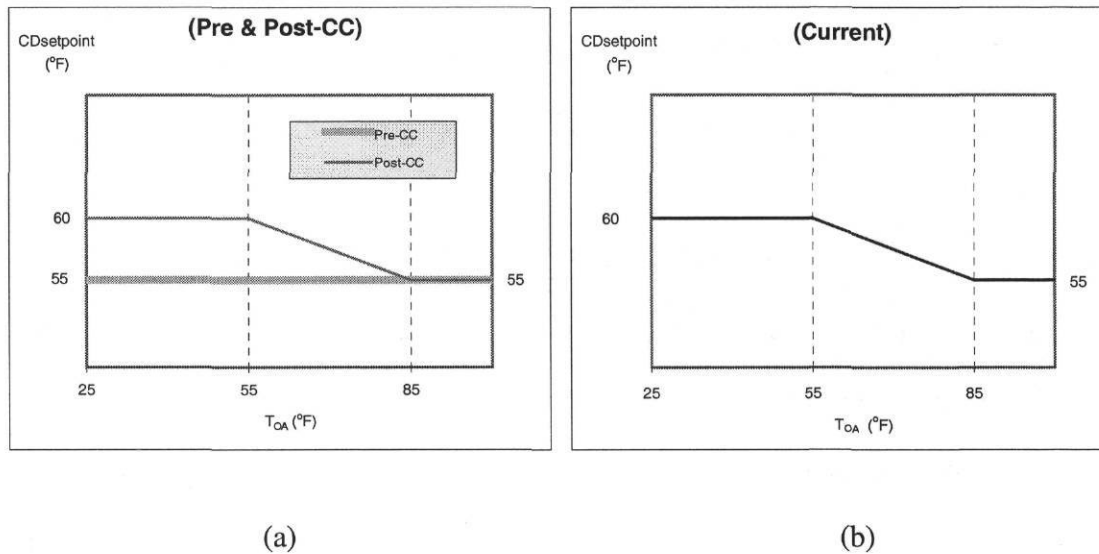 (Pre & Post-CC)
CDsetpoint
(°F)
Pre-CC
Post-CC
60
55
55
25
55
85
T_OA (°F)
(a)
(Current)
CDsetpoint
(°F)
60
55
25
55
85
T_OA (°F)
(b)